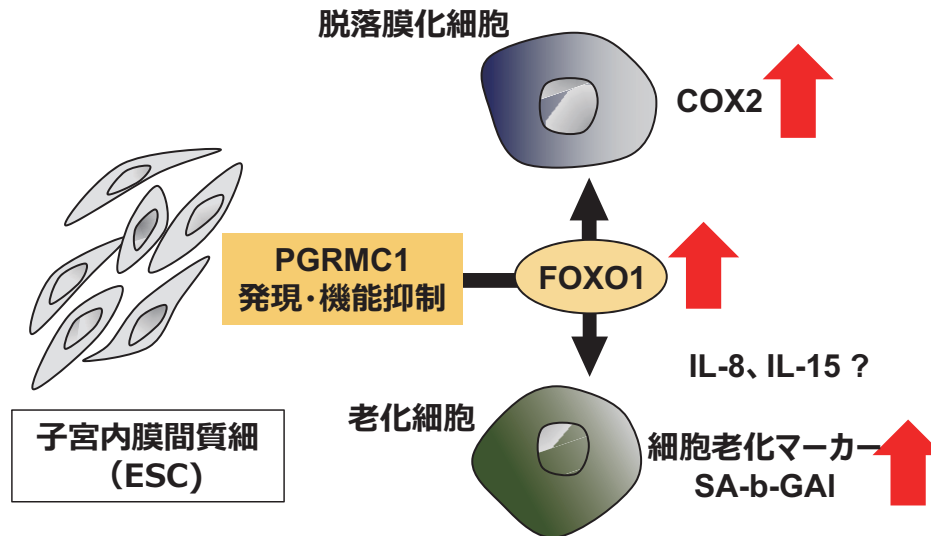 脱落膜化細胞
COX2
PGRMC1
発現・機能抑制
FOXO1
IL-8、IL-15 ?
子宮内膜間質細
（ESC)
老化細胞
細胞老化マーカー
SA-b-GAl